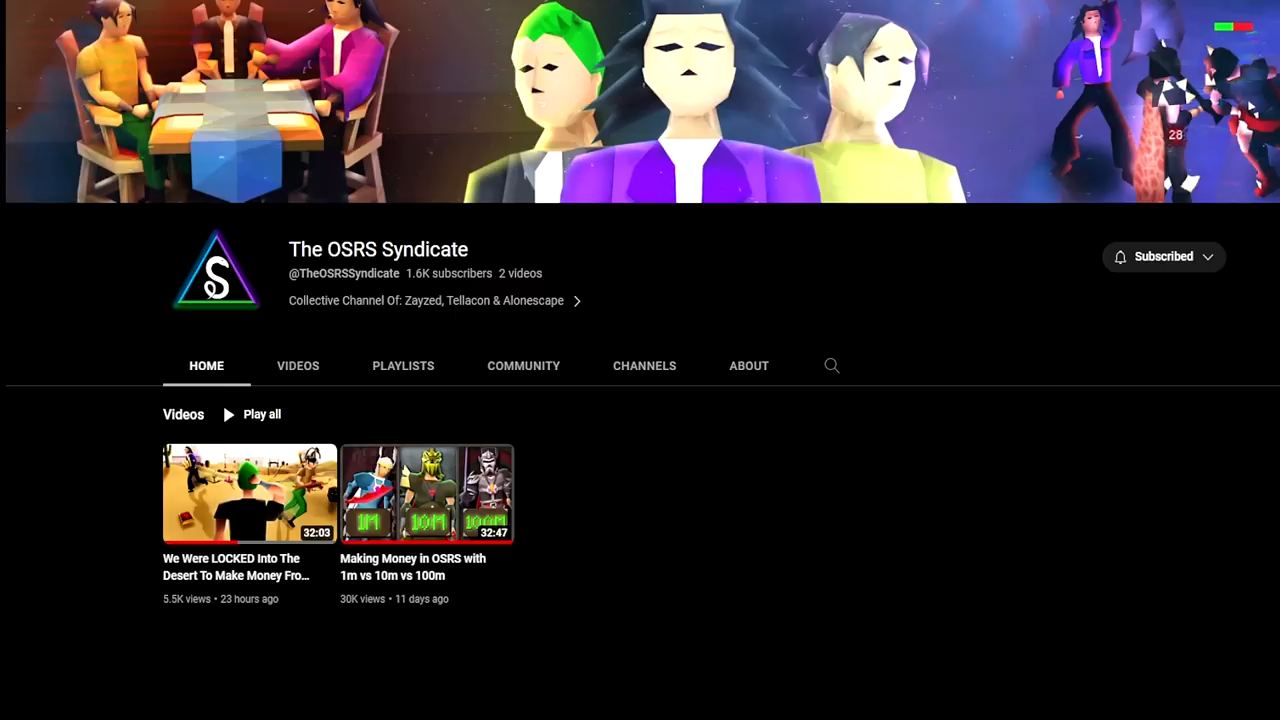 28
S
The OSRS Syndicate
@TheOSRSSyndicate 1.6K subscribers 2 videos
Subscribed
Collective Channel Of: Zayzed, Tellacon & Alonescape
HOME VIDEOS PLAYLISTS COMMUNITY CHANNELS ABOUT
Videos Play all
1M 10M 100M
32:03 32:47
We Were LOCKED Into The
Desert To Make Money Fro...
5.5K views • 23 hours ago
Making Money in OSRS with
1m vs 10m vs 100m
30K views • 11 days ago